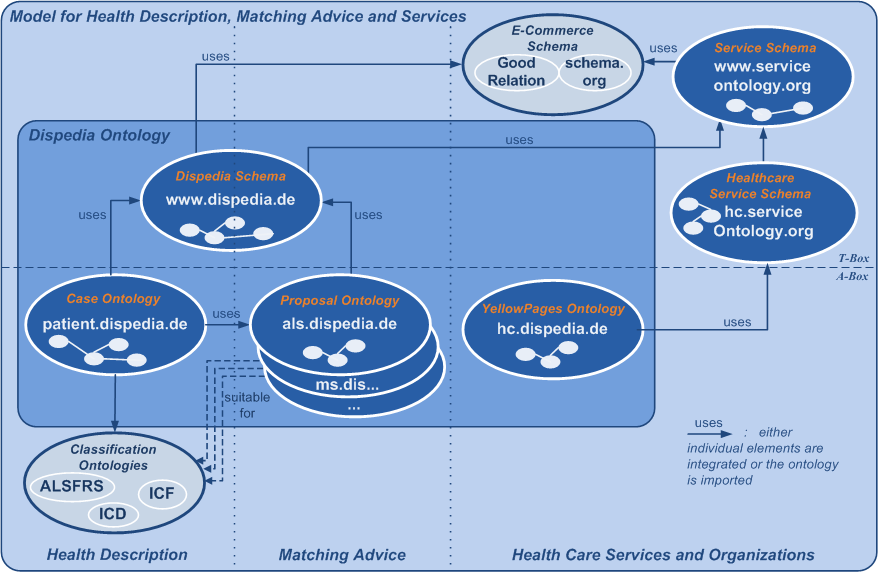 Model for Health Description, Matching Advice and Services
E-Commerce
Schema
Good
Relation
schema.
org
uses
uses
Service Schema
www.service
ontology.org
Dispedia Ontology
uses
Dispedia Schema
www.dispedia.de
uses
uses
Healthcare
Service Schema
hc.service
Ontology.org
T-Box
A-Box
Case Ontology
patient.dispedia.de
uses
Proposal Ontology
als.dispedia.de
ms.dis...
...
YellowPages Ontology
hc.dispedia.de
uses
suitable
for
Classification
Ontologies
ALSFRS
ICF
ICD
uses
: either
individual elements are
integrated or the ontology
is imported
Health Description
Matching Advice
Health Care Services and Organizations